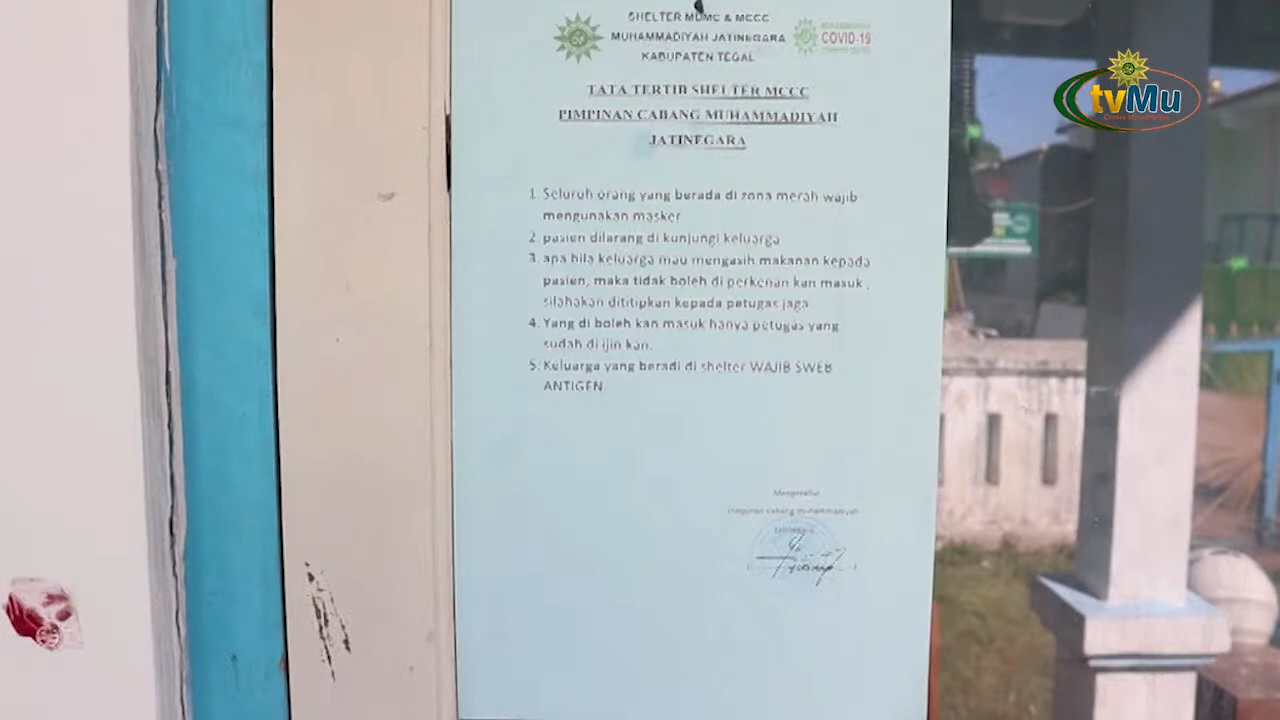 SHELTER MDMC & MCCC
MUHAMMADIYAH JATINEGARA
COVID-19
KABUPATEN TEGAL
tvMu
TATA TERTIB SHELTER MCCC
PIMPINAN CABANG MUHAMMADIYAH
JATINEGARA
1. Seluruh orang yang berada di zona merah wajib
mengunakan masker
2. pasien dilarang di kunjungi keluarga
3. apa bila keluarga mau mengasih makanan kepada
pasien, maka tidak boleh di perkenan kan masuk ,
silahakan dititipkan kepada petugas jaga
4. Yang di boleh kan masuk hanya petugas yang
sudah di ijin kan.
5. Keluarga yang beradi di shelter WAJIB SWEB
ANTIGEN
Mengetahui
Pimpinan cabang muhammadiyah
Jatinegara